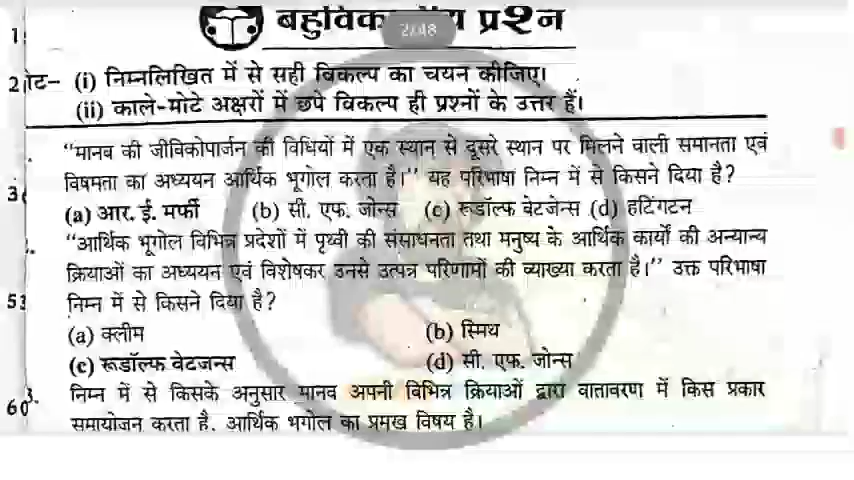 प्रश्न
2/048
1
2 ोट– (i) निम्नलिखित में से सही विकल्प का चयन कीजिए।
(ii) काले-मोटे अक्षरों में छपे विकल्प ही प्रश्नों के उत्तर हैं।
“मानव की जीविकोपार्जन की विधियों में एक स्थान से दूसरे स्थान पर मिलने वाली समानता एवं
विषमता का अध्ययन आर्थिक भूगोल करता है।” यह परिभाषा निम्न में से किसने दिया है?
3
(a) आर. ई. मर्फी (b) सी. एफ. जोन्स (c) रूडॉल्फ वेटजेन्स (d) हटिंगटन
“आर्थिक भूगोल विभिन्न प्रदेशों में पृथ्वी की संसाधनता तथा मनुष्य के आर्थिक कार्यों की अन्यान्य
क्रियाओं का अध्ययन एवं विशेषकर उनसे उत्पन्न परिणामों की व्याख्या करता है।” उक्त परिभाषा
5 निम्न में से किसने दिया है?
(a) क्लीम (b) स्मिथ
(c) रूडॉल्फ वेटजन्स (d) सी. एफ. जोन्स
3. निम्न में से किसके अनुसार मानव अपनी विभिन्न क्रियाओं द्वारा वातावरण में किस प्रकार
60
समायोजन करता है, आर्थिक भूगोल का प्रमुख विषय है।